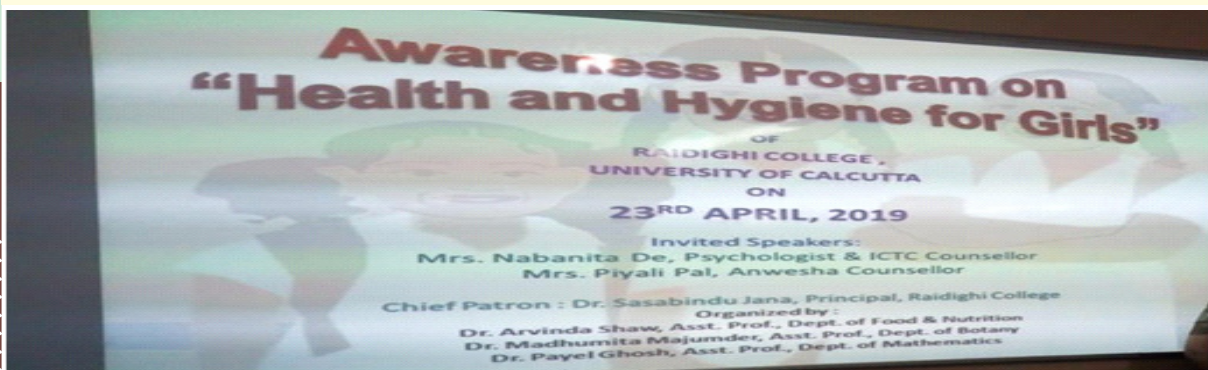 Awareness Program on
“Health and Hygiene for Girls”
OF
RAIDIGHI COLLEGE,
UNIVERSITY OF CALCUTTA
ON
23RD APRIL, 2019
Invited Speakers:
Mrs. Nabanita De, Psychologist & ICTC Counsellor
Mrs. Piyali Pal, Anwesha Counsellor
Chief Patron : Dr. Sasabindu Jana, Principal, Raidighi College
Organized by :
Dr. Arvinda Shaw, Asst. Prof., Dept. of Food & Nutrition
Dr. Madhumita Majumder, Asst. Prof., Dept. of Botany
Dr. Payel Ghosh, Asst. Prof., Dept. of Mathematics